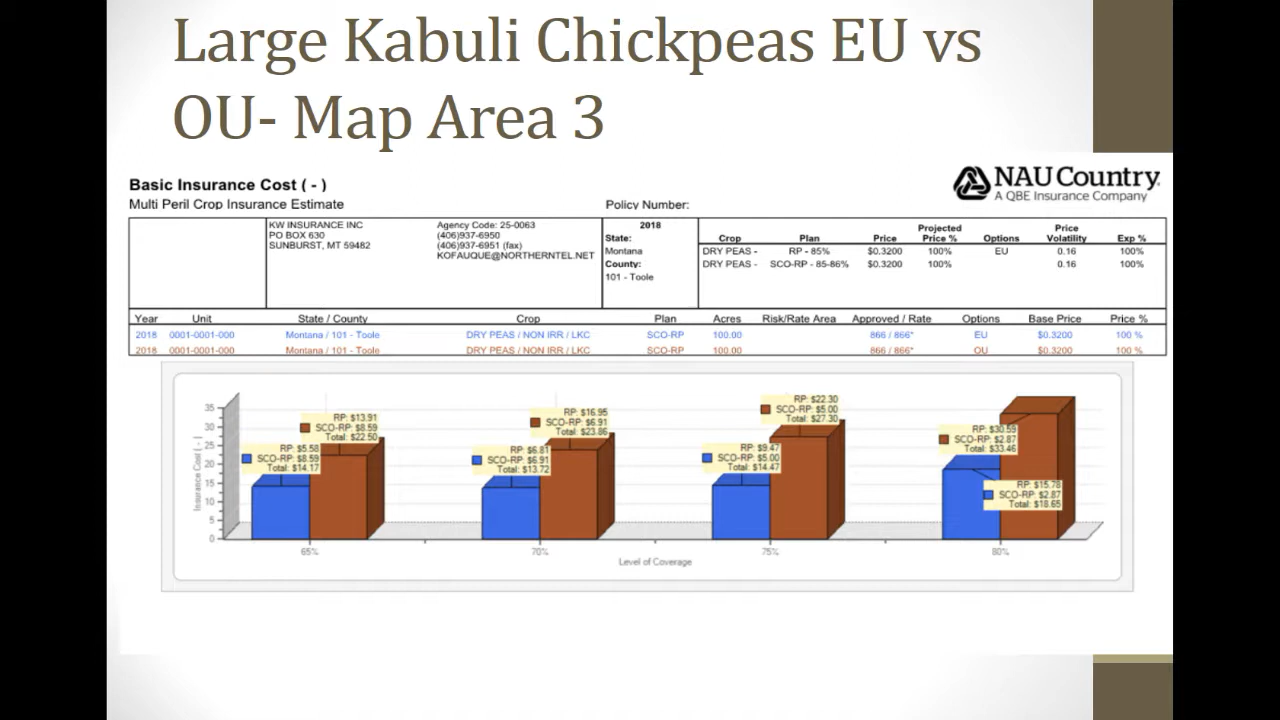 Large Kabuli Chickpeas EU vs
OU- Map Area 3
Basic Insurance Cost ( - )
Multi Peril Crop Insurance Estimate
Policy Number:
NAU Country.
A QBE Insurance Company
KW INSURANCE INC
PO BOX 630
SUNBURST, MT 59482
Agency Code: 25-0063
(406)937-6950
(406)937-6951 (fax)
KOFAUQUE@NORTHERNTEL.NET
2018
State:
Montana
County:
101 - Toole
Crop Plan Price Projected Price % Options Price Volatility Exp %
DRY PEAS - RP - 85% $0.3200 100% EU 0.16 100%
DRY PEAS - SCO-RP - 85-86% $0.3200 100% 0.16 100%
Year Unit State / County Crop Plan Acres Risk/Rate Area Approved / Rate Options Base Price Price %
2018 0001-0001-000 Montana / 101 - Toole DRY PEAS / NON IRR / LKC SCO-RP 100.00 866 / 866* EU $0.3200 100 %
2018 0001-0001-000 Montana / 101 - Toole DRY PEAS / NON IRR / LKC SCO-RP 100.00 866 / 866* OU $0.3200 100 %
Insurance Cost ( - )
35
30
25
20
15
10
5
0
RP: $5.58
SCO-RP: $8.59
Total: $14.17
RP: $13.91
SCO-RP: $8.59
Total: $22.50
RP: $6.81
SCO-RP: $6.91
Total: $13.72
RP: $16.95
SCO-RP: $6.91
Total: $23.86
RP: $9.47
SCO-RP: $5.00
Total: $14.47
RP: $22.30
SCO-RP: $5.00
Total: $27.30
RP: $30.59
SCO-RP: $2.87
Total: $33.46
RP: $15.78
SCO-RP: $2.87
Total: $18.65
65% 70% 75% 80%
Level of Coverage